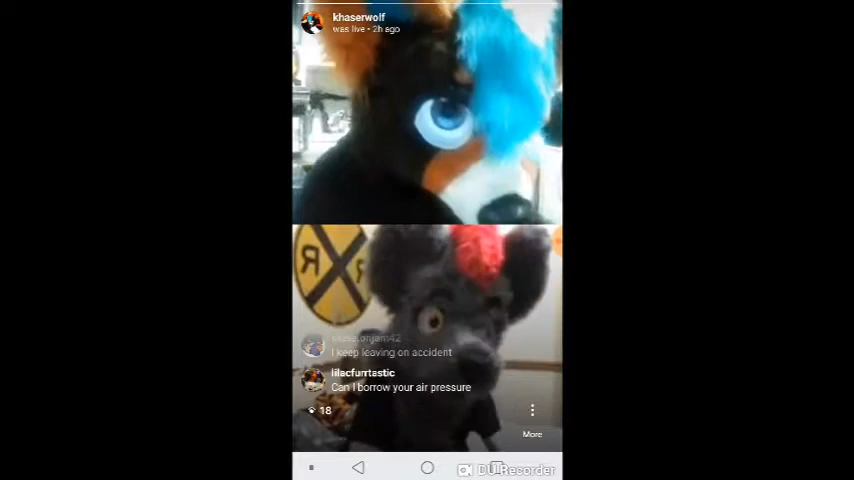 khaserwolf
was live • 2h ago
R R
I keep leaving on accident
lilacfurrtastic
Can I borrow your air pressure
18
More
DU Recorder